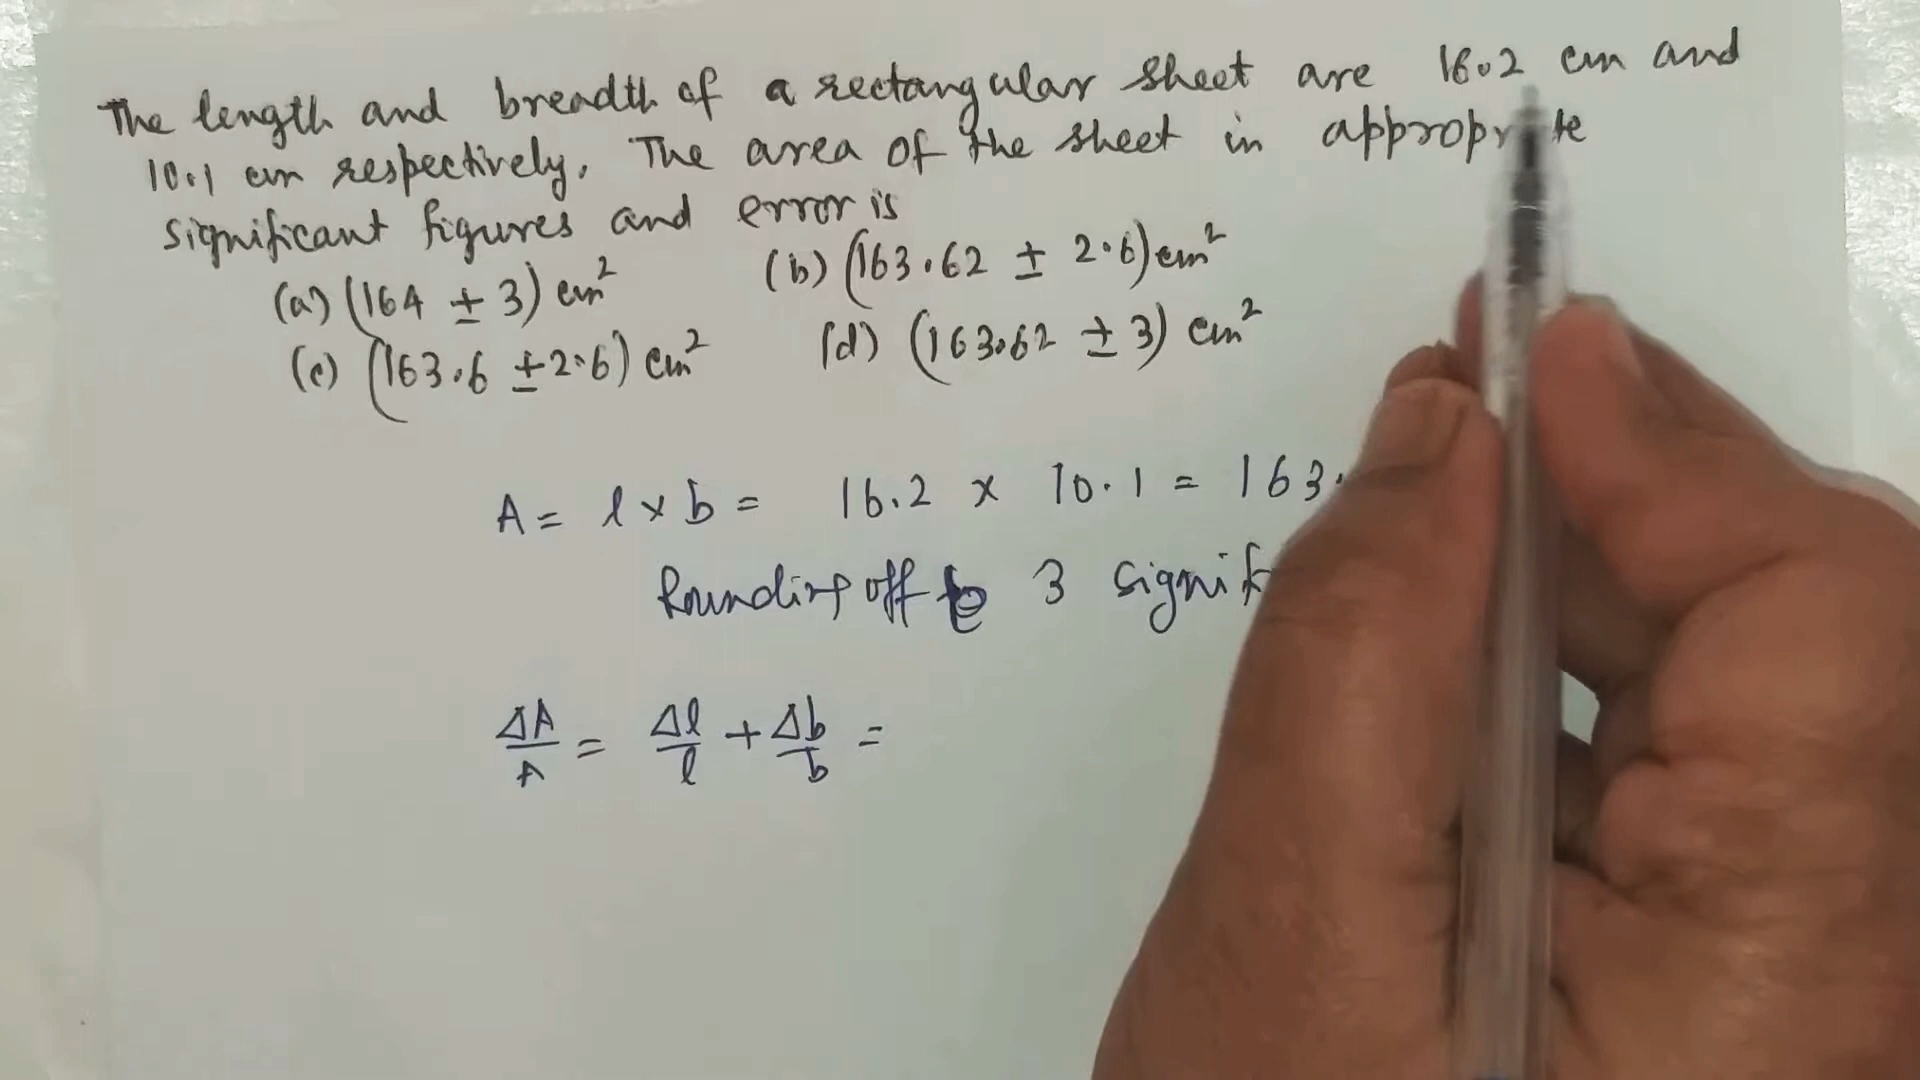 The length and breadth of a rectangular sheet are 16.2 cm and
10.1 cm respectively. The area of the sheet in
significant figures and error is
(a) (164 ± 3) cm² (b) (163.62 ± 2.6) cm²
(c) (163.6 ± 2.6) cm² (d) (163.62 ± 3) cm²
A = l x b = 16.2 x 10.1 = 163.
Rounding off to 3
ΔA/A = Δl/l + Δb/b =